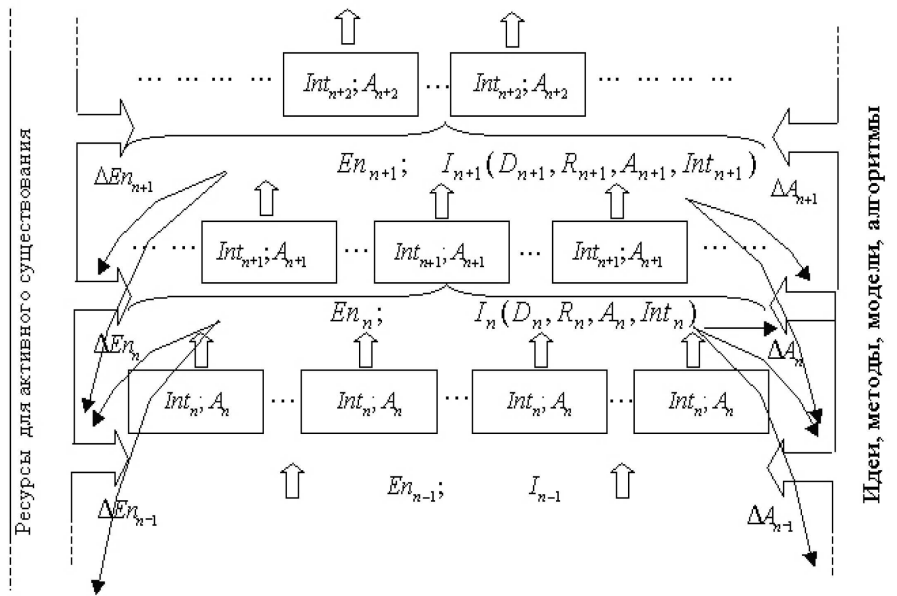 Ресурсы для активного существования
Идеи, методы, модели, алгоритмы
... ... ... ... Int_{n+2}; A_{n+2} ... Int_{n+2}; A_{n+2} ... ... ... ...
ΔEn_{n+1} En_{n+1}; I_{n+1}(D_{n+1}, R_{n+1}, A_{n+1}, Int_{n+1}) ΔA_{n+1}
... ... Int_{n+1}; A_{n+1} ... Int_{n+1}; A_{n+1} ... Int_{n+1}; A_{n+1} ... ...
ΔEn_n En_n; I_n(D_n, R_n, A_n, Int_n) ΔA_n
Int_n; A_n ... Int_n; A_n ... Int_n; A_n ... Int_n; A_n
ΔEn_{n-1} En_{n-1}; I_{n-1} ΔA_{n-1}